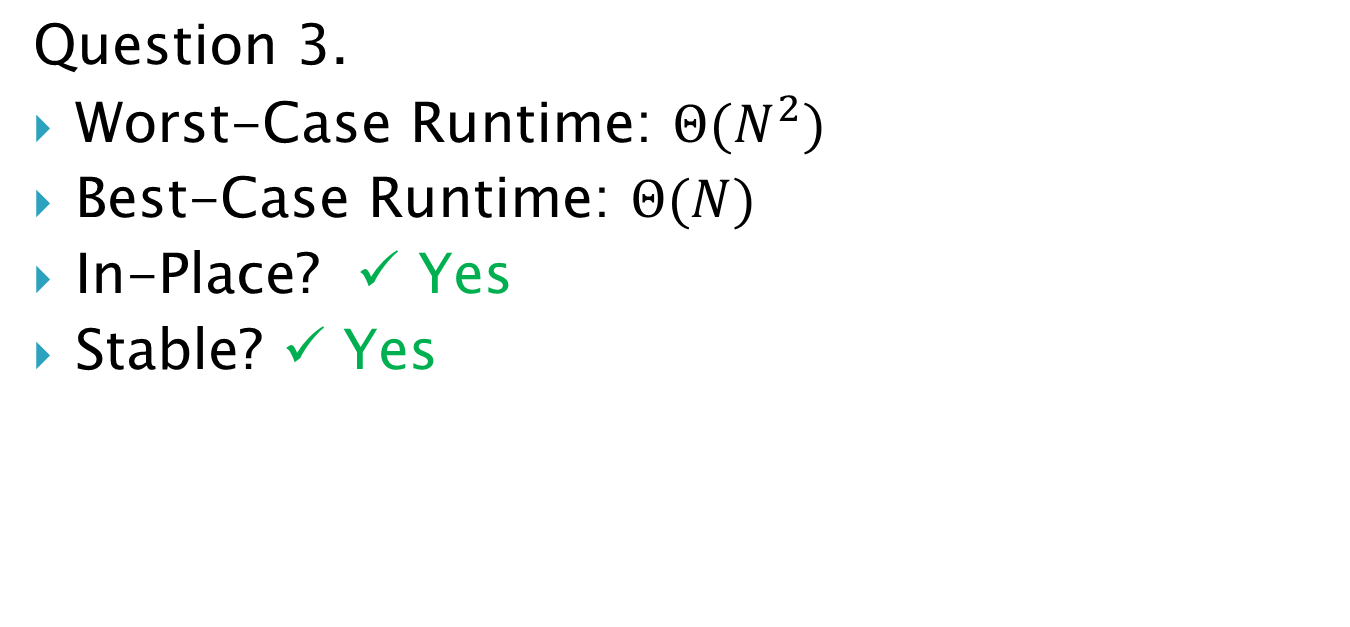 Question 3.
Worst-Case Runtime: Θ(𝑁²)
Best-Case Runtime: Θ(𝑁)
In-Place? ✓ Yes
Stable? ✓ Yes